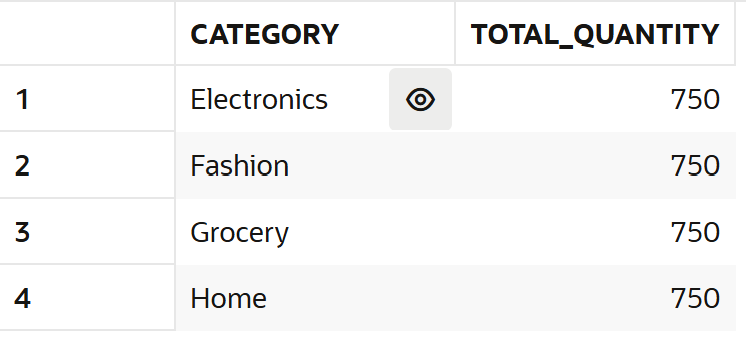 CATEGORY TOTAL_QUANTITY
1 Electronics 750
2 Fashion 750
3 Grocery 750
4 Home 750